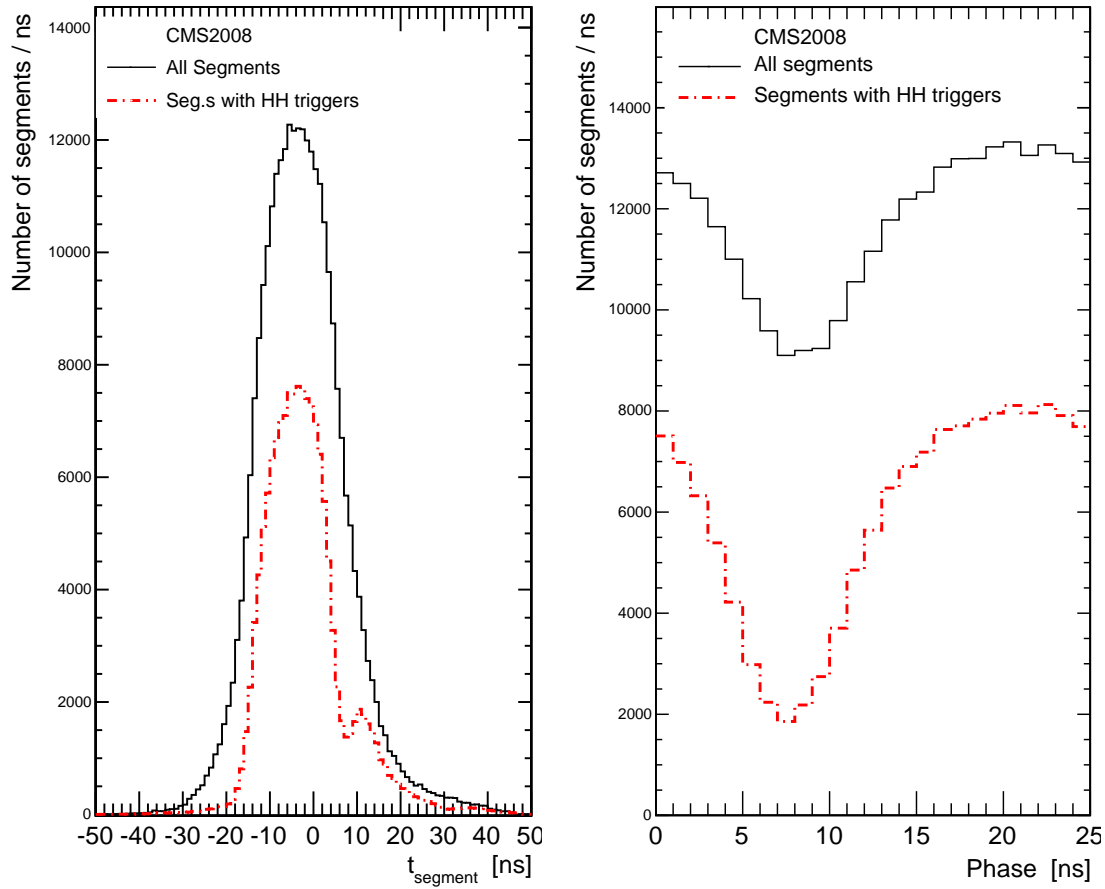 Number of segments / ns
14000
12000
10000
8000
6000
4000
2000
0
CMS2008
All Segments
Seg.s with HH triggers
-50 -40 -30 -20 -10 0 10 20 30 40 50
t_segment [ns]
Number of segments / ns
16000
14000
12000
10000
8000
6000
4000
2000
0
CMS2008
All segments
Segments with HH triggers
0 5 10 15 20 25
Phase [ns]